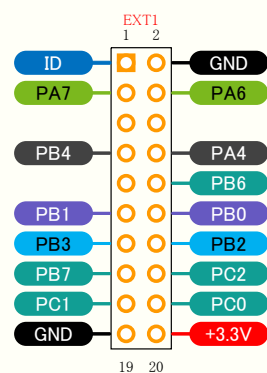 EXT1
1 2
ID GND
PA7 PA6
PB4 PA4
PB6
PB1 PB0
PB3 PB2
PB7 PC2
PC1 PC0
GND +3.3V
19 20